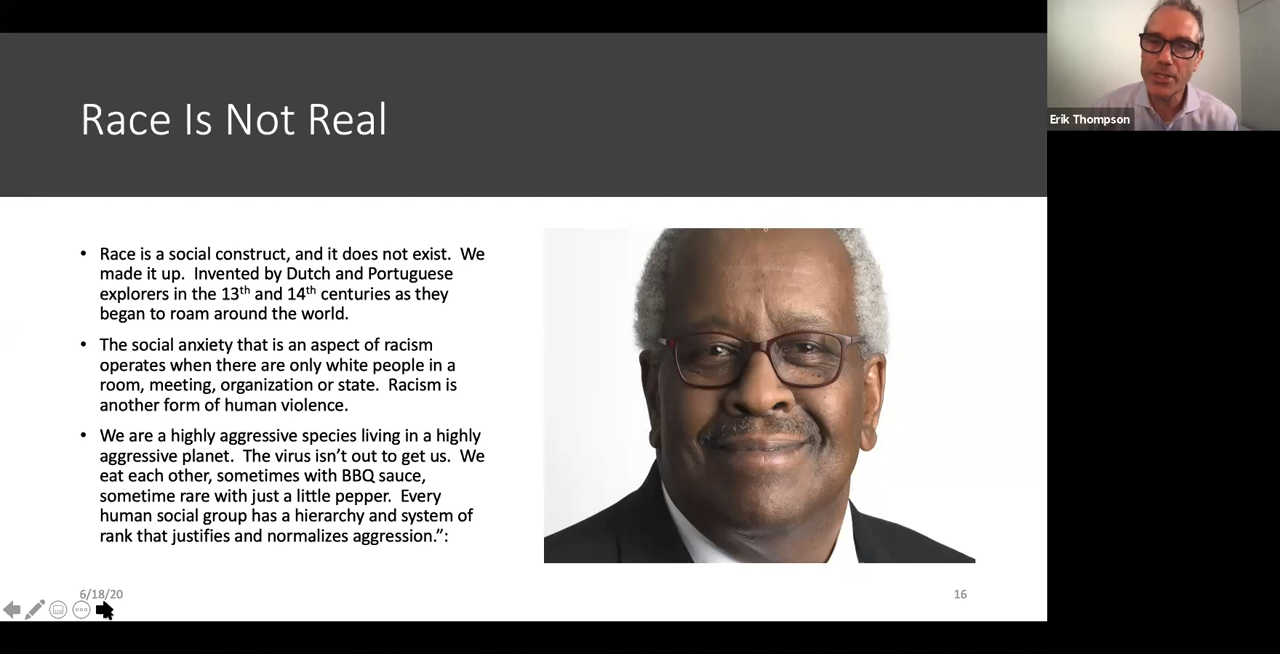 Race Is Not Real
Erik Thompson
• Race is a social construct, and it does not exist.  We
made it up.  Invented by Dutch and Portuguese
explorers in the 13th and 14th centuries as they
began to roam around the world.
• The social anxiety that is an aspect of racism
operates when there are only white people in a
room, meeting, organization or state.  Racism is
another form of human violence.
• We are a highly aggressive species living in a highly
aggressive planet.  The virus isn't out to get us.  We
eat each other, sometimes with BBQ sauce,
sometime rare with just a little pepper.  Every
human social group has a hierarchy and system of
rank that justifies and normalizes aggression.”:
6/18/20
16